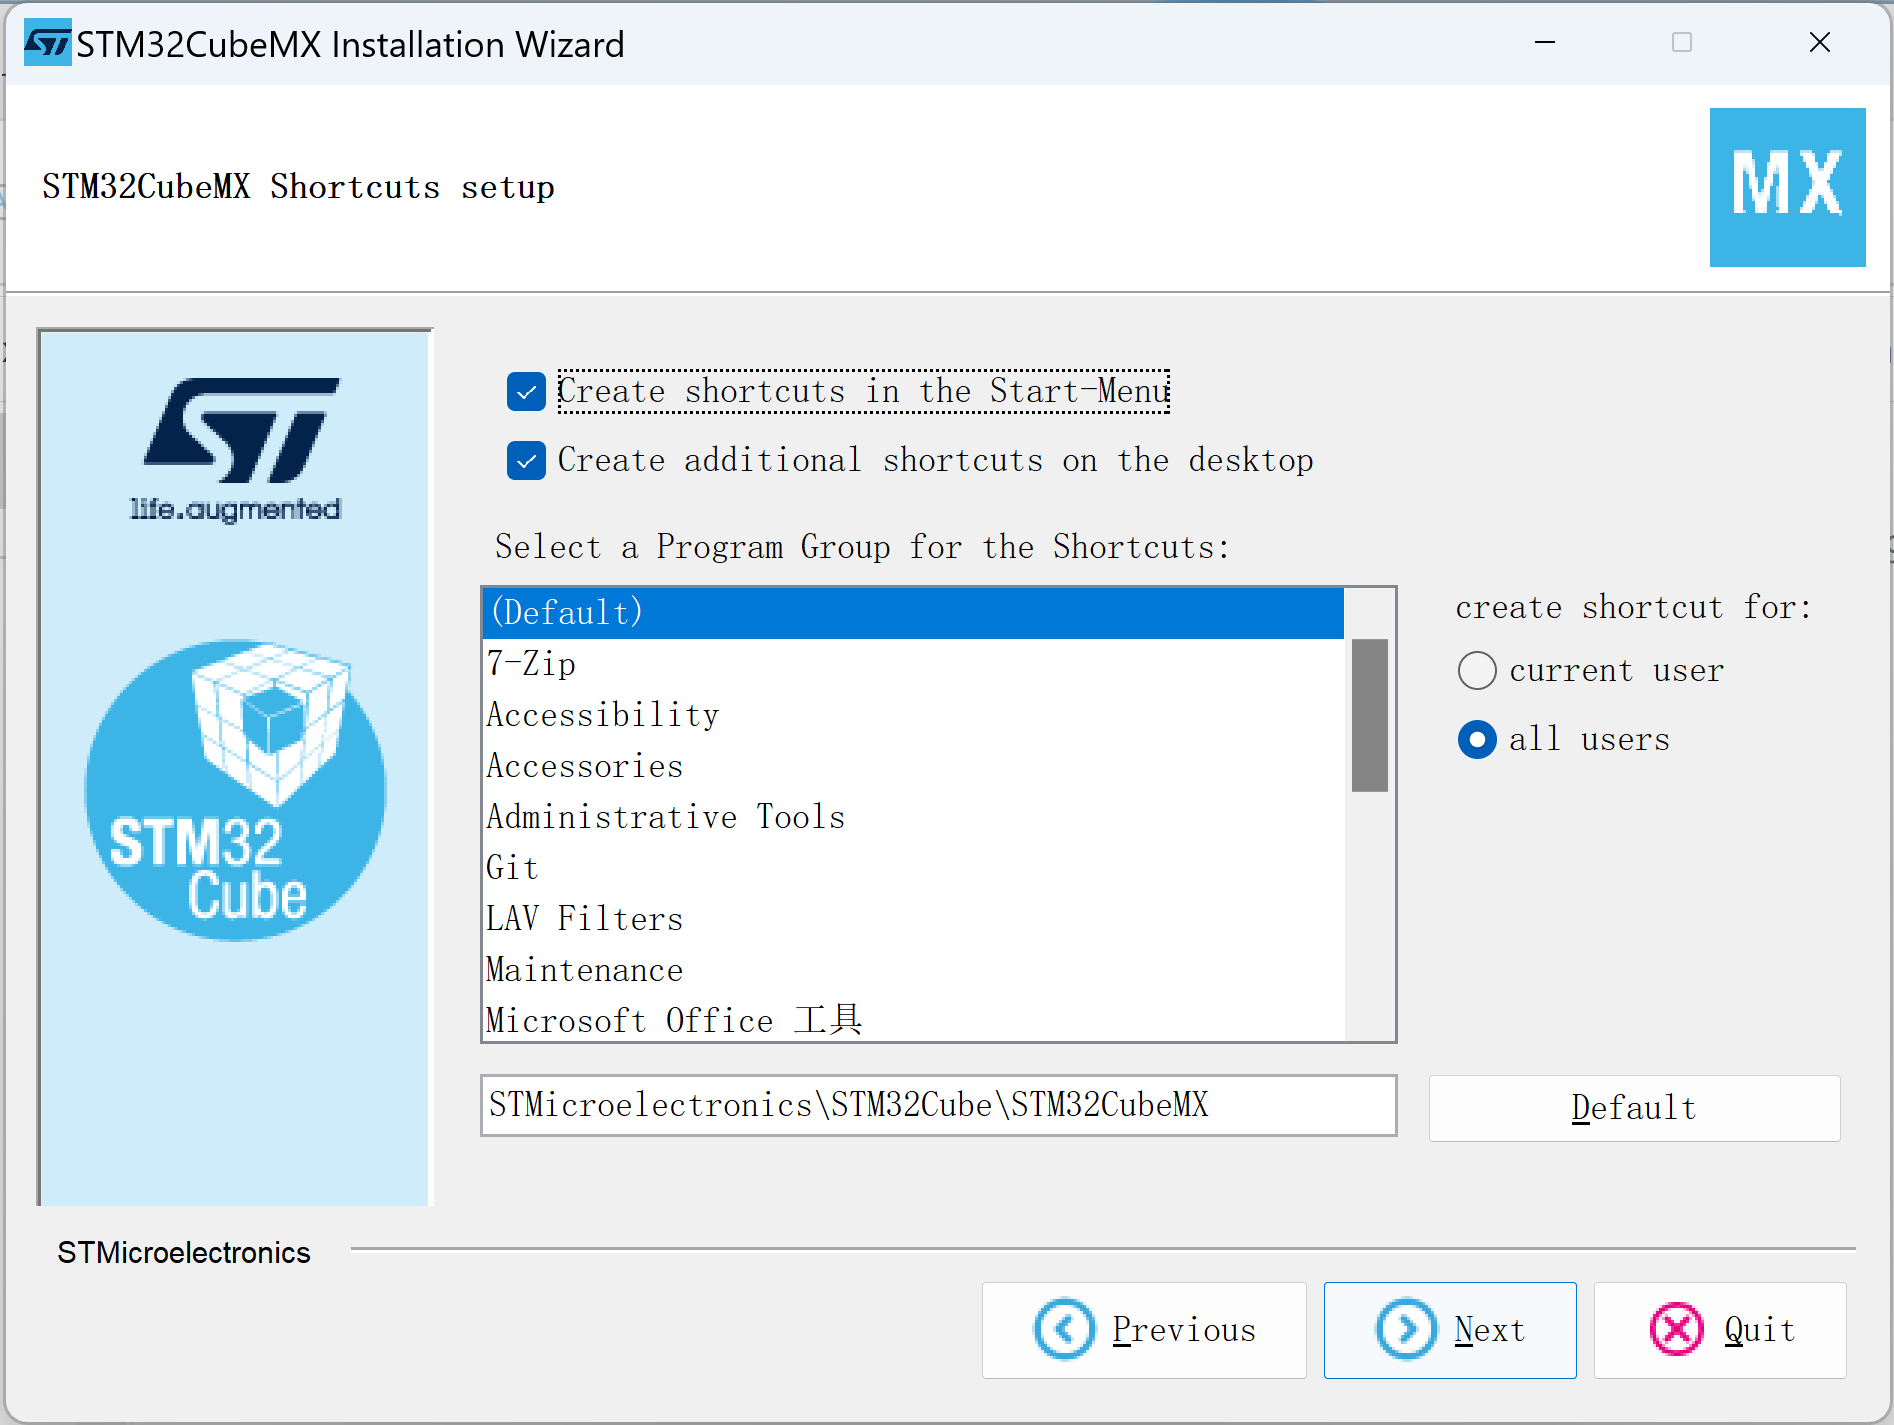 STM32CubeMX Installation Wizard
STM32CubeMX Shortcuts setup
MX
ST
life.augmented
STM32
Cube
Create shortcuts in the Start-Menu
Create additional shortcuts on the desktop
Select a Program Group for the Shortcuts:
(Default)
7-Zip
Accessibility
Accessories
Administrative Tools
Git
LAV Filters
Maintenance
Microsoft Office 工具
create shortcut for:
current user
all users
STMicroelectronics\STM32Cube\STM32CubeMX
Default
STMicroelectronics
Previous
Next
Quit